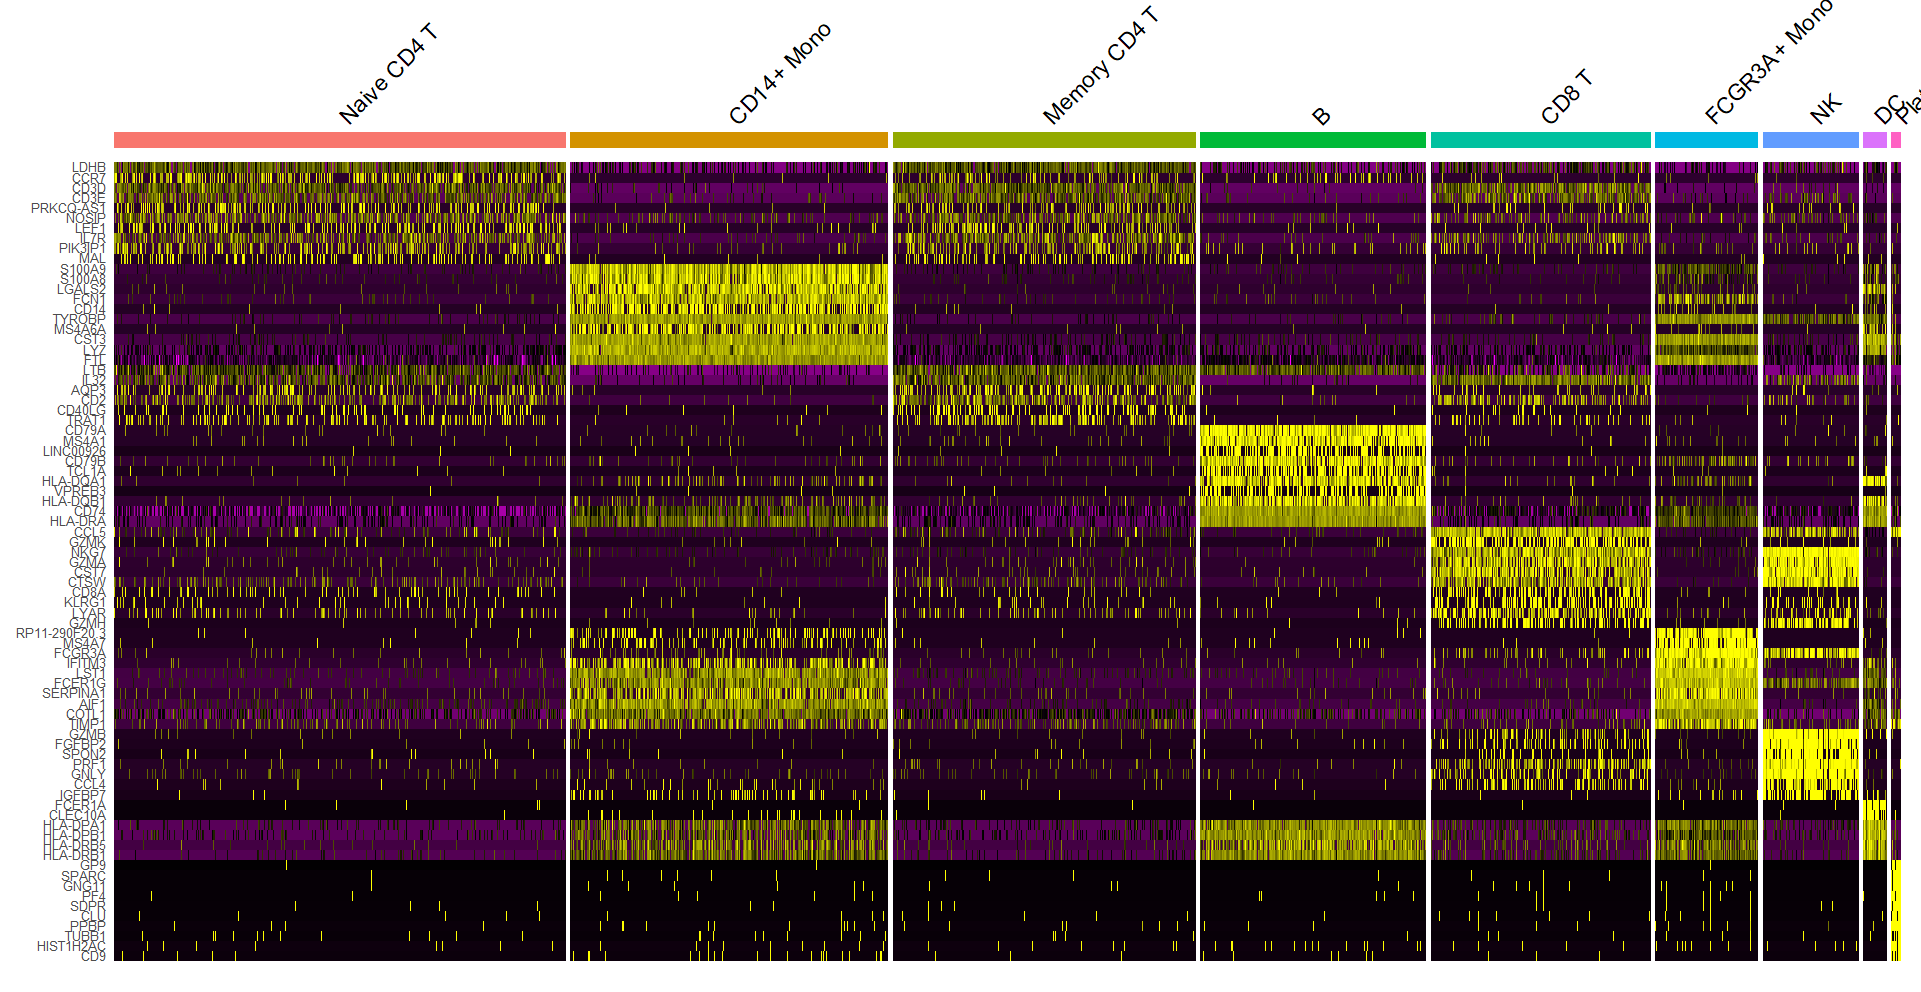 Naive CD4 T
CD14+ Mono
Memory CD4 T
B
CD8 T
FCGR3A+ Mono
NK
DC
Plat
LDHB
CCR7
CD3D
CD3E
PRKCQ-AS1
NOSIP
LEF1
IL7R
PIK3IP1
MAL
S100A9
S100A8
LGALS2
FCN1
CD14
TYROBP
MS4A6A
CST3
LYZ
FTL
LTB
IL32
AQP3
CD2
CD40LG
TRAT1
CD79A
MS4A1
LINC00926
CD79B
TCL1A
HLA-DQA1
VPREB3
HLA-DQB1
CD74
HLA-DRA
CCL5
GZMK
NKG7
GZMA
CST7
CTSW
CD8A
KLRG1
LYAR
GZMH
RP11-290F20.3
MS4A7
FCGR3A
IFITM3
LST1
FCER1G
SERPINA1
AIF1
COTL1
TIMP1
GZMB
FGFBP2
SPON2
PRF1
GNLY
CCL4
IGFBP7
FCER1A
CLEC10A
HLA-DPA1
HLA-DPB1
HLA-DRB5
HLA-DRB1
GP9
SPARC
GNG11
PF4
SDPR
CLU
PPBP
TUBB1
HIST1H2AC
CD9